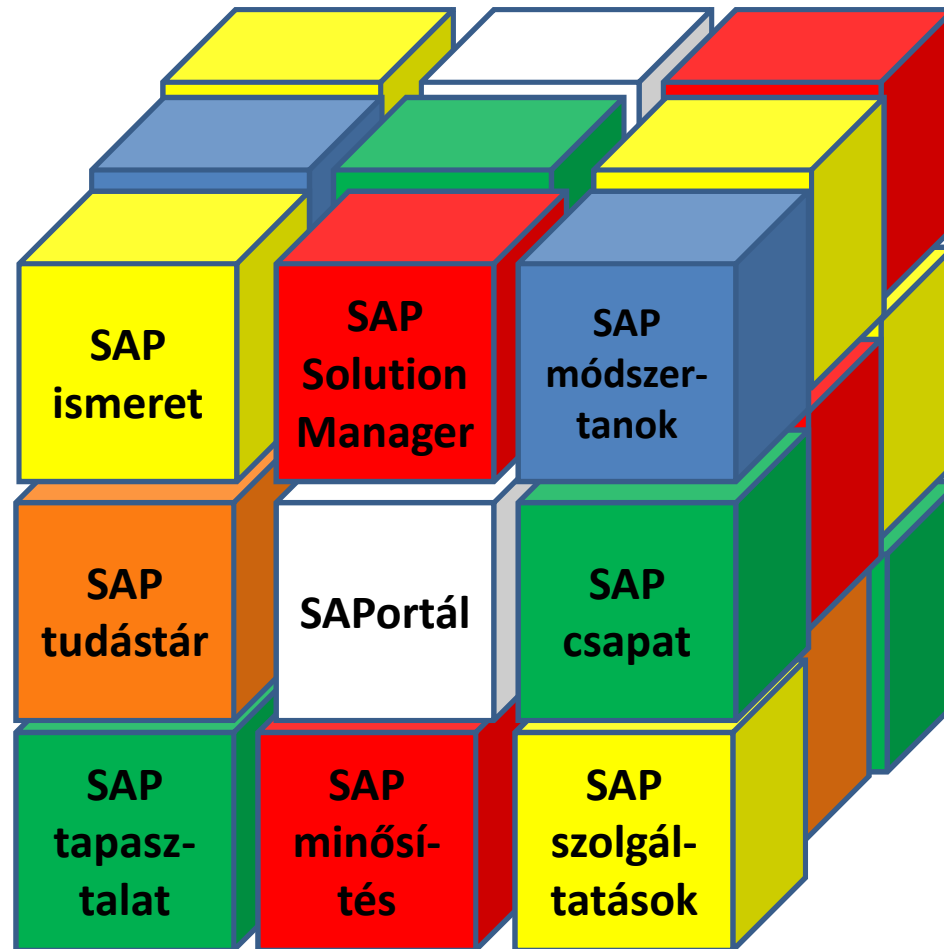 SAP
ismeret
SAP
Solution
Manager
SAP
módszer-
tanok
SAP
tudástár
SAPortál
SAP
csapat
SAP
tapasz-
talat
SAP
minősí-
tés
SAP
szolgál-
tatások